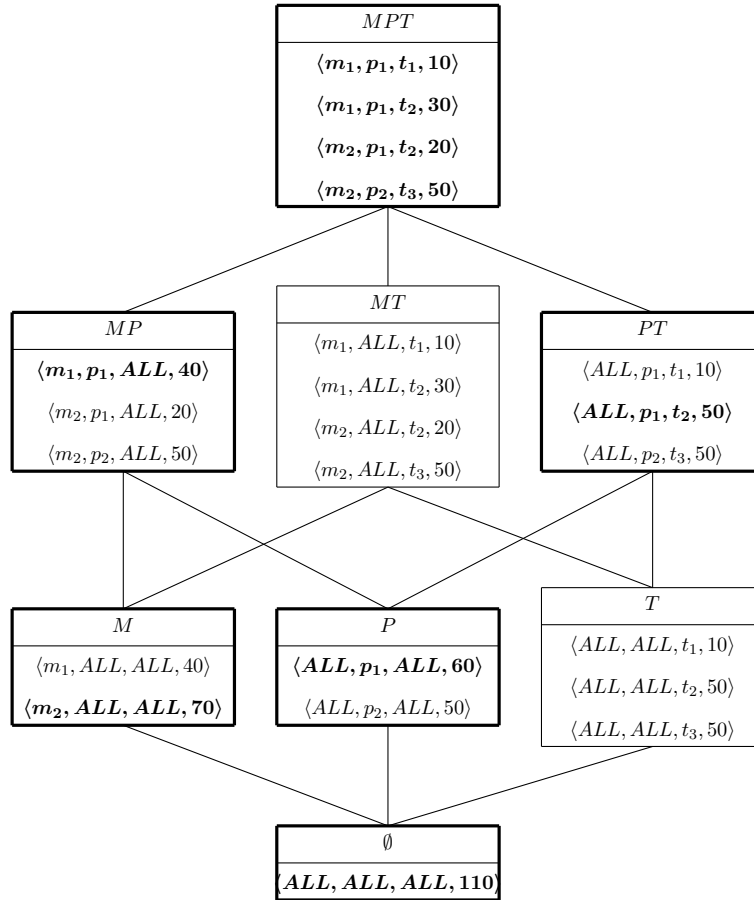 MPT
⟨m₁, p₁, t₁, 10⟩
⟨m₁, p₁, t₂, 30⟩
⟨m₂, p₁, t₂, 20⟩
⟨m₂, p₂, t₃, 50⟩
MP
⟨m₁, p₁, ALL, 40⟩
⟨m₂, p₁, ALL, 20⟩
⟨m₂, p₂, ALL, 50⟩
MT
⟨m₁, ALL, t₁, 10⟩
⟨m₁, ALL, t₂, 30⟩
⟨m₂, ALL, t₂, 20⟩
⟨m₂, ALL, t₃, 50⟩
PT
⟨ALL, p₁, t₁, 10⟩
⟨ALL, p₁, t₂, 50⟩
⟨ALL, p₂, t₃, 50⟩
M
⟨m₁, ALL, ALL, 40⟩
⟨m₂, ALL, ALL, 70⟩
P
⟨ALL, p₁, ALL, 60⟩
⟨ALL, p₂, ALL, 50⟩
T
⟨ALL, ALL, t₁, 10⟩
⟨ALL, ALL, t₂, 50⟩
⟨ALL, ALL, t₃, 50⟩
∅
⟨ALL, ALL, ALL, 110⟩